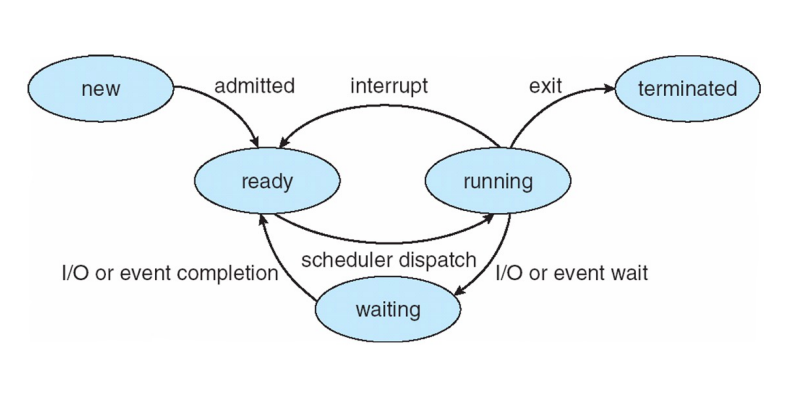 new
admitted
interrupt
exit
terminated
ready
running
scheduler dispatch
I/O or event completion
I/O or event wait
waiting